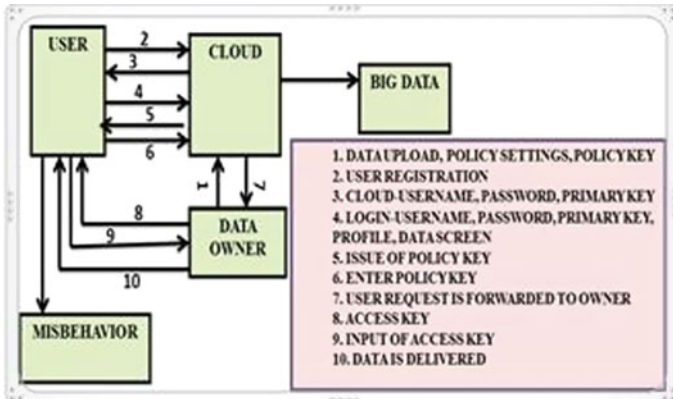 USER
2
CLOUD
3
4
5
6
BIG DATA
1
7
8
9
10
DATA
OWNER
MISBEHAVIOR
1. DATA UPLOAD, POLICY SETTINGS, POLICY KEY
2. USER REGISTRATION
3. CLOUD-USERNAME, PASSWORD, PRIMARY KEY
4. LOGIN-USERNAME, PASSWORD, PRIMARY KEY,
PROFILE, DATA SCREEN
5. ISSUE OF POLICY KEY
6. ENTER POLICY KEY
7. USER REQUEST IS FORWARDED TO OWNER
8. ACCESS KEY
9. INPUT OF ACCESS KEY
10. DATA IS DELIVERED